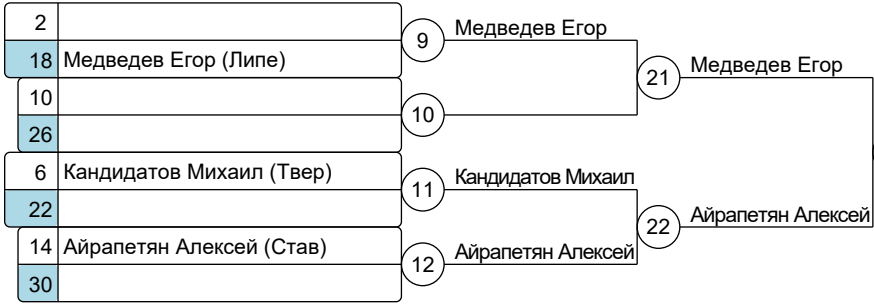 2
9
Медведев Егор
18 Медведев Егор (Липе)
21
Медведев Егор
10
10
26
6 Кандидатов Михаил (Твер)
11
Кандидатов Михаил
22
22
Айрапетян Алексей
14 Айрапетян Алексей (Став)
12
Айрапетян Алексей
30